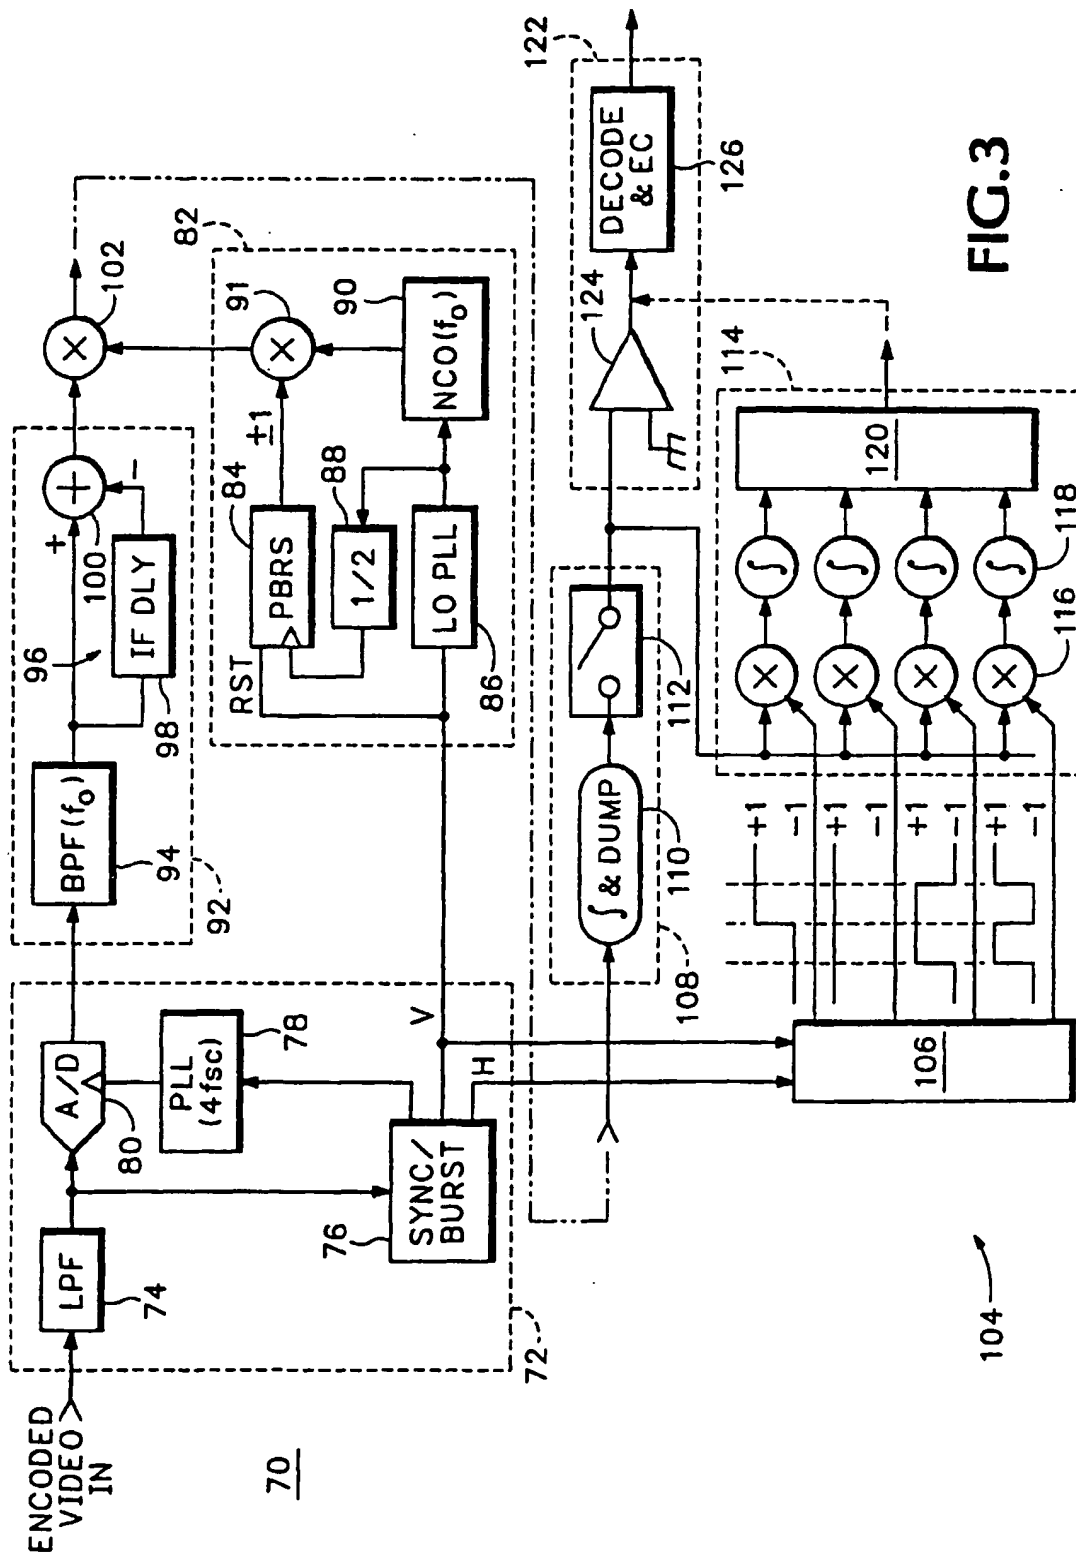 ENCODED
VIDEO
IN
70
72
LPF
74
A/D
80
PLL
(4fsc)
78
SYNC/
BURST
76
V
H
92
BPF(f₀)
94
96
IF DLY
98
+
−
+
100
×
102
82
RST
84
PBRS
±1
×
91
1/2
88
LO PLL
86
NCO(f₀)
90
108
∫ & DUMP
110
112
122
124
DECODE
& EC
126
104
106
+1
−1
+1
−1
+1
−1
+1
−1
114
×
×
×
×
116
∫
∫
∫
∫
118
120
FIG.3